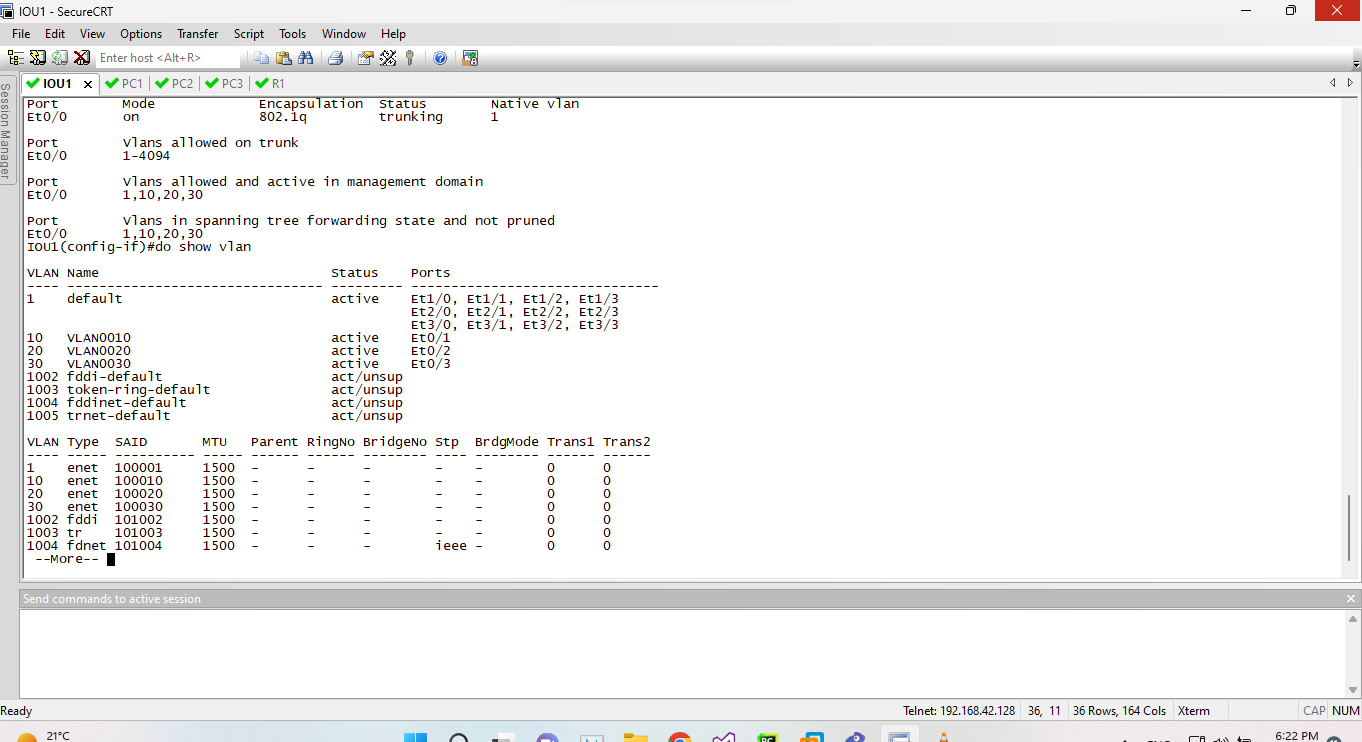 IOU1 - SecureCRT
File Edit View Options Transfer Script Tools Window Help
Enter host <Alt+R>
Session Manager
IOU1 PC1 PC2 PC3 R1
Port        Mode             Encapsulation  Status        Native vlan
Et0/0       on               802.1q         trunking      1
Port        Vlans allowed on trunk
Et0/0       1-4094
Port        Vlans allowed and active in management domain
Et0/0       1,10,20,30
Port        Vlans in spanning tree forwarding state and not pruned
Et0/0       1,10,20,30
IOU1(config-if)#do show vlan
VLAN Name                             Status    Ports
---- -------------------------------- --------- -------------------------------
1    default                          active    Et1/0, Et1/1, Et1/2, Et1/3
                                                Et2/0, Et2/1, Et2/2, Et2/3
                                                Et3/0, Et3/1, Et3/2, Et3/3
10   VLAN0010                         active    Et0/1
20   VLAN0020                         active    Et0/2
30   VLAN0030                         active    Et0/3
1002 fddi-default                     act/unsup
1003 token-ring-default               act/unsup
1004 fddinet-default                  act/unsup
1005 trnet-default                    act/unsup
VLAN Type  SAID       MTU   Parent RingNo BridgeNo Stp  BrdgMode Trans1 Trans2
---- ----- ---------- ----- ------ ------ -------- ---- -------- ------ ------
1    enet  100001     1500  -      -      -        -    -        0      0
10   enet  100010     1500  -      -      -        -    -        0      0
20   enet  100020     1500  -      -      -        -    -        0      0
30   enet  100030     1500  -      -      -        -    -        0      0
1002 fddi  101002     1500  -      -      -        -    -        0      0
1003 tr    101003     1500  -      -      -        -    -        0      0
1004 fdnet 101004     1500  -      -      -        ieee -        0      0
 --More--
Send commands to active session
Ready Telnet: 192.168.42.128 36, 11 36 Rows, 164 Cols Xterm CAP NUM
21°C 6:22 PM